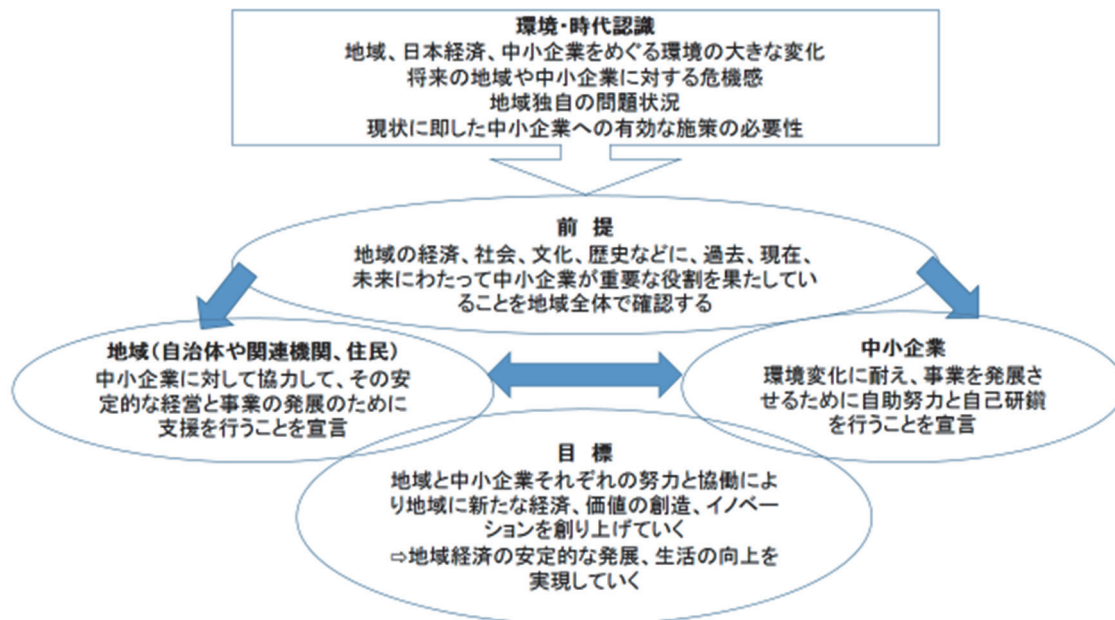 環境・時代認識
地域、日本経済、中小企業をめぐる環境の大きな変化
将来の地域や中小企業に対する危機感
地域独自の問題状況
現状に即した中小企業への有効な施策の必要性
前 提
地域の経済、社会、文化、歴史などに、過去、現在、
未来にわたって中小企業が重要な役割を果たしてい
ることを地域全体で確認する
地域(自治体や関連機関、住民)
中小企業に対して協力して、その安
定的な経営と事業の発展のために
支援を行うことを宣言
中小企業
環境変化に耐え、事業を発展さ
せるために自助努力と自己研鑽
を行うことを宣言
目 標
地域と中小企業それぞれの努力と協働によ
り地域に新たな経済、価値の創造、イノベー
ションを創り上げていく
⇨地域経済の安定的な発展、生活の向上を
実現していく